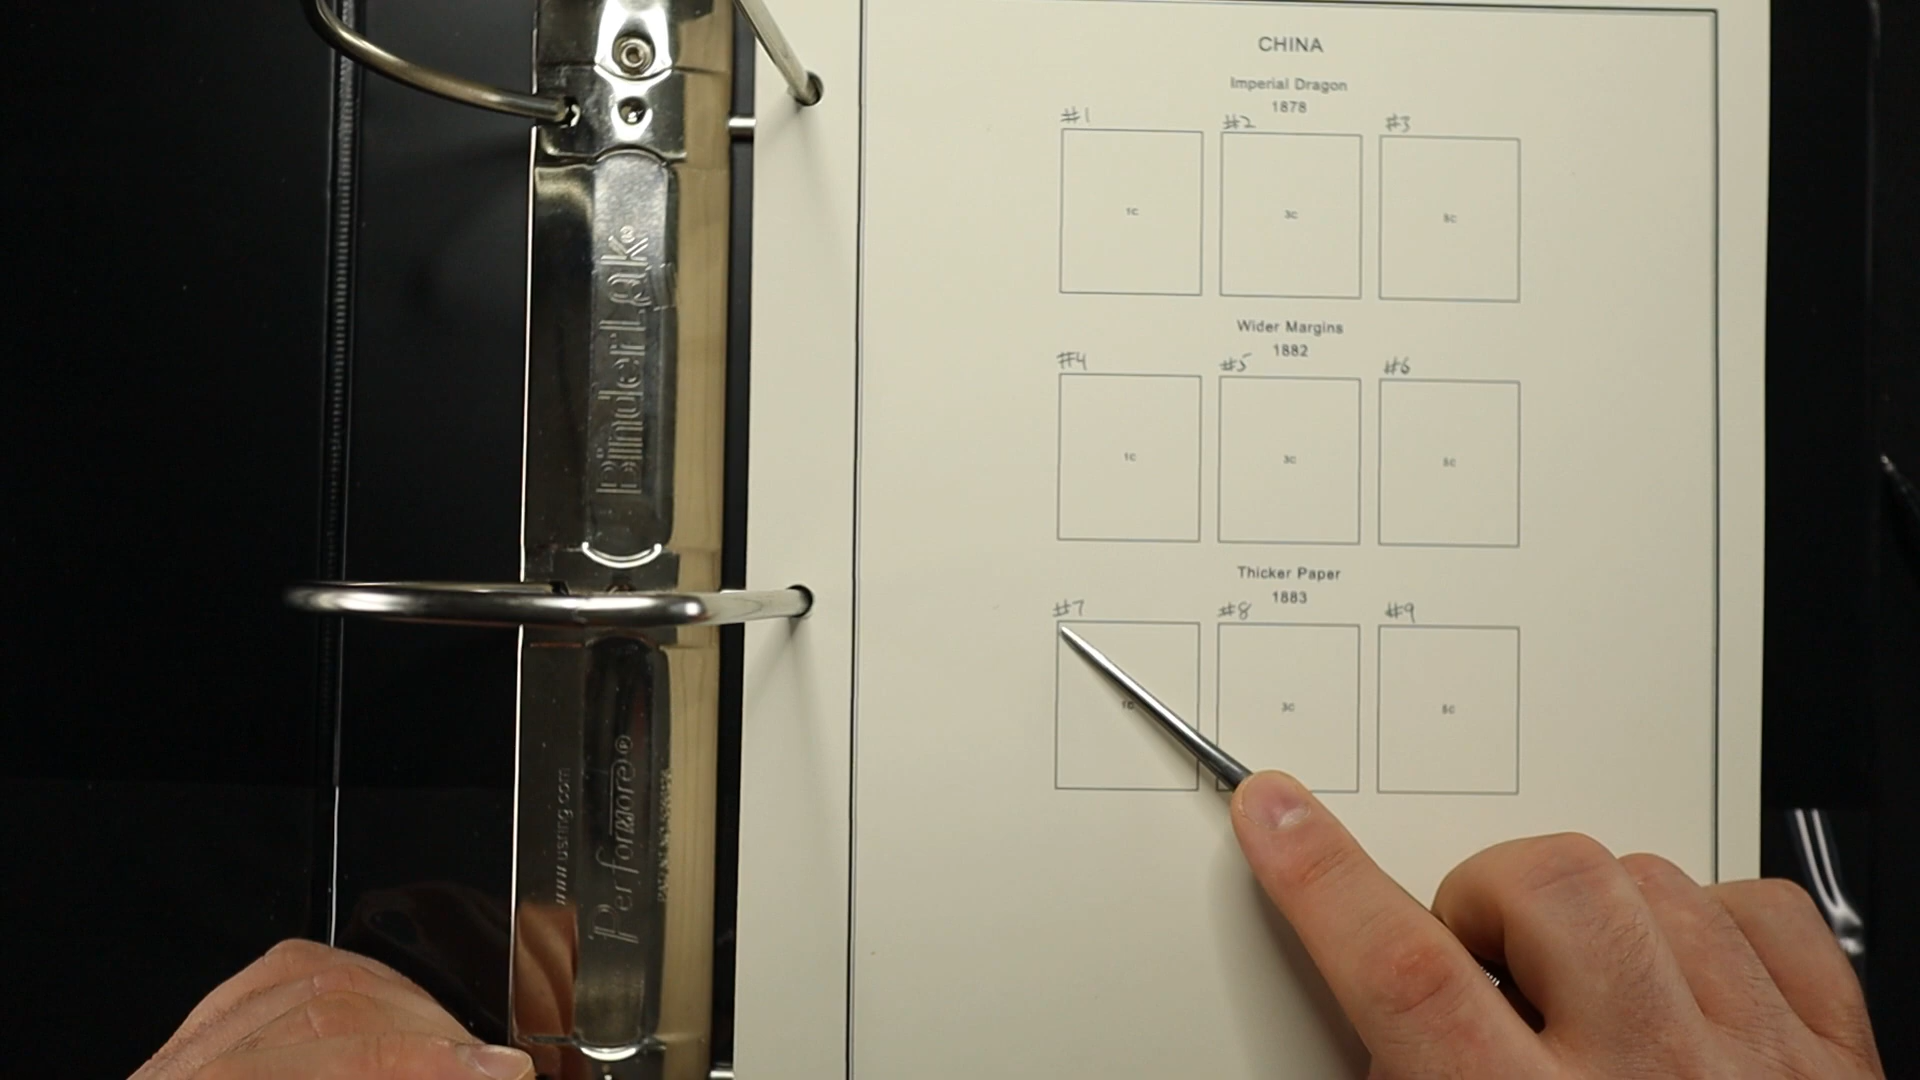 CHINA
Imperial Dragon
1878
#1 #2 #3
1c 3c 5c
Wider Margins
1882
#4 #5 #6
1c 3c 5c
Thicker Paper
1883
#7 #8 #9
1c 3c 5c
BinderLok®
PerforMore®
www.usring.com